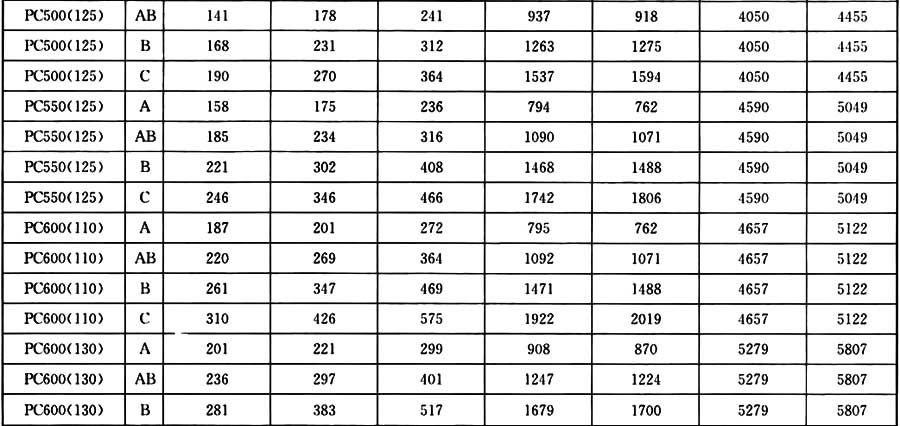 PC500(125) AB 141 178 241 937 918 4050 4455
PC500(125) B 168 231 312 1263 1275 4050 4455
PC500(125) C 190 270 364 1537 1594 4050 4455
PC550(125) A 158 175 236 794 762 4590 5049
PC550(125) AB 185 234 316 1090 1071 4590 5049
PC550(125) B 221 302 408 1468 1488 4590 5049
PC550(125) C 246 346 466 1742 1806 4590 5049
PC600(110) A 187 201 272 795 762 4657 5122
PC600(110) AB 220 269 364 1092 1071 4657 5122
PC600(110) B 261 347 469 1471 1488 4657 5122
PC600(110) C 310 426 575 1922 2019 4657 5122
PC600(130) A 201 221 299 908 870 5279 5807
PC600(130) AB 236 297 401 1247 1224 5279 5807
PC600(130) B 281 383 517 1679 1700 5279 5807